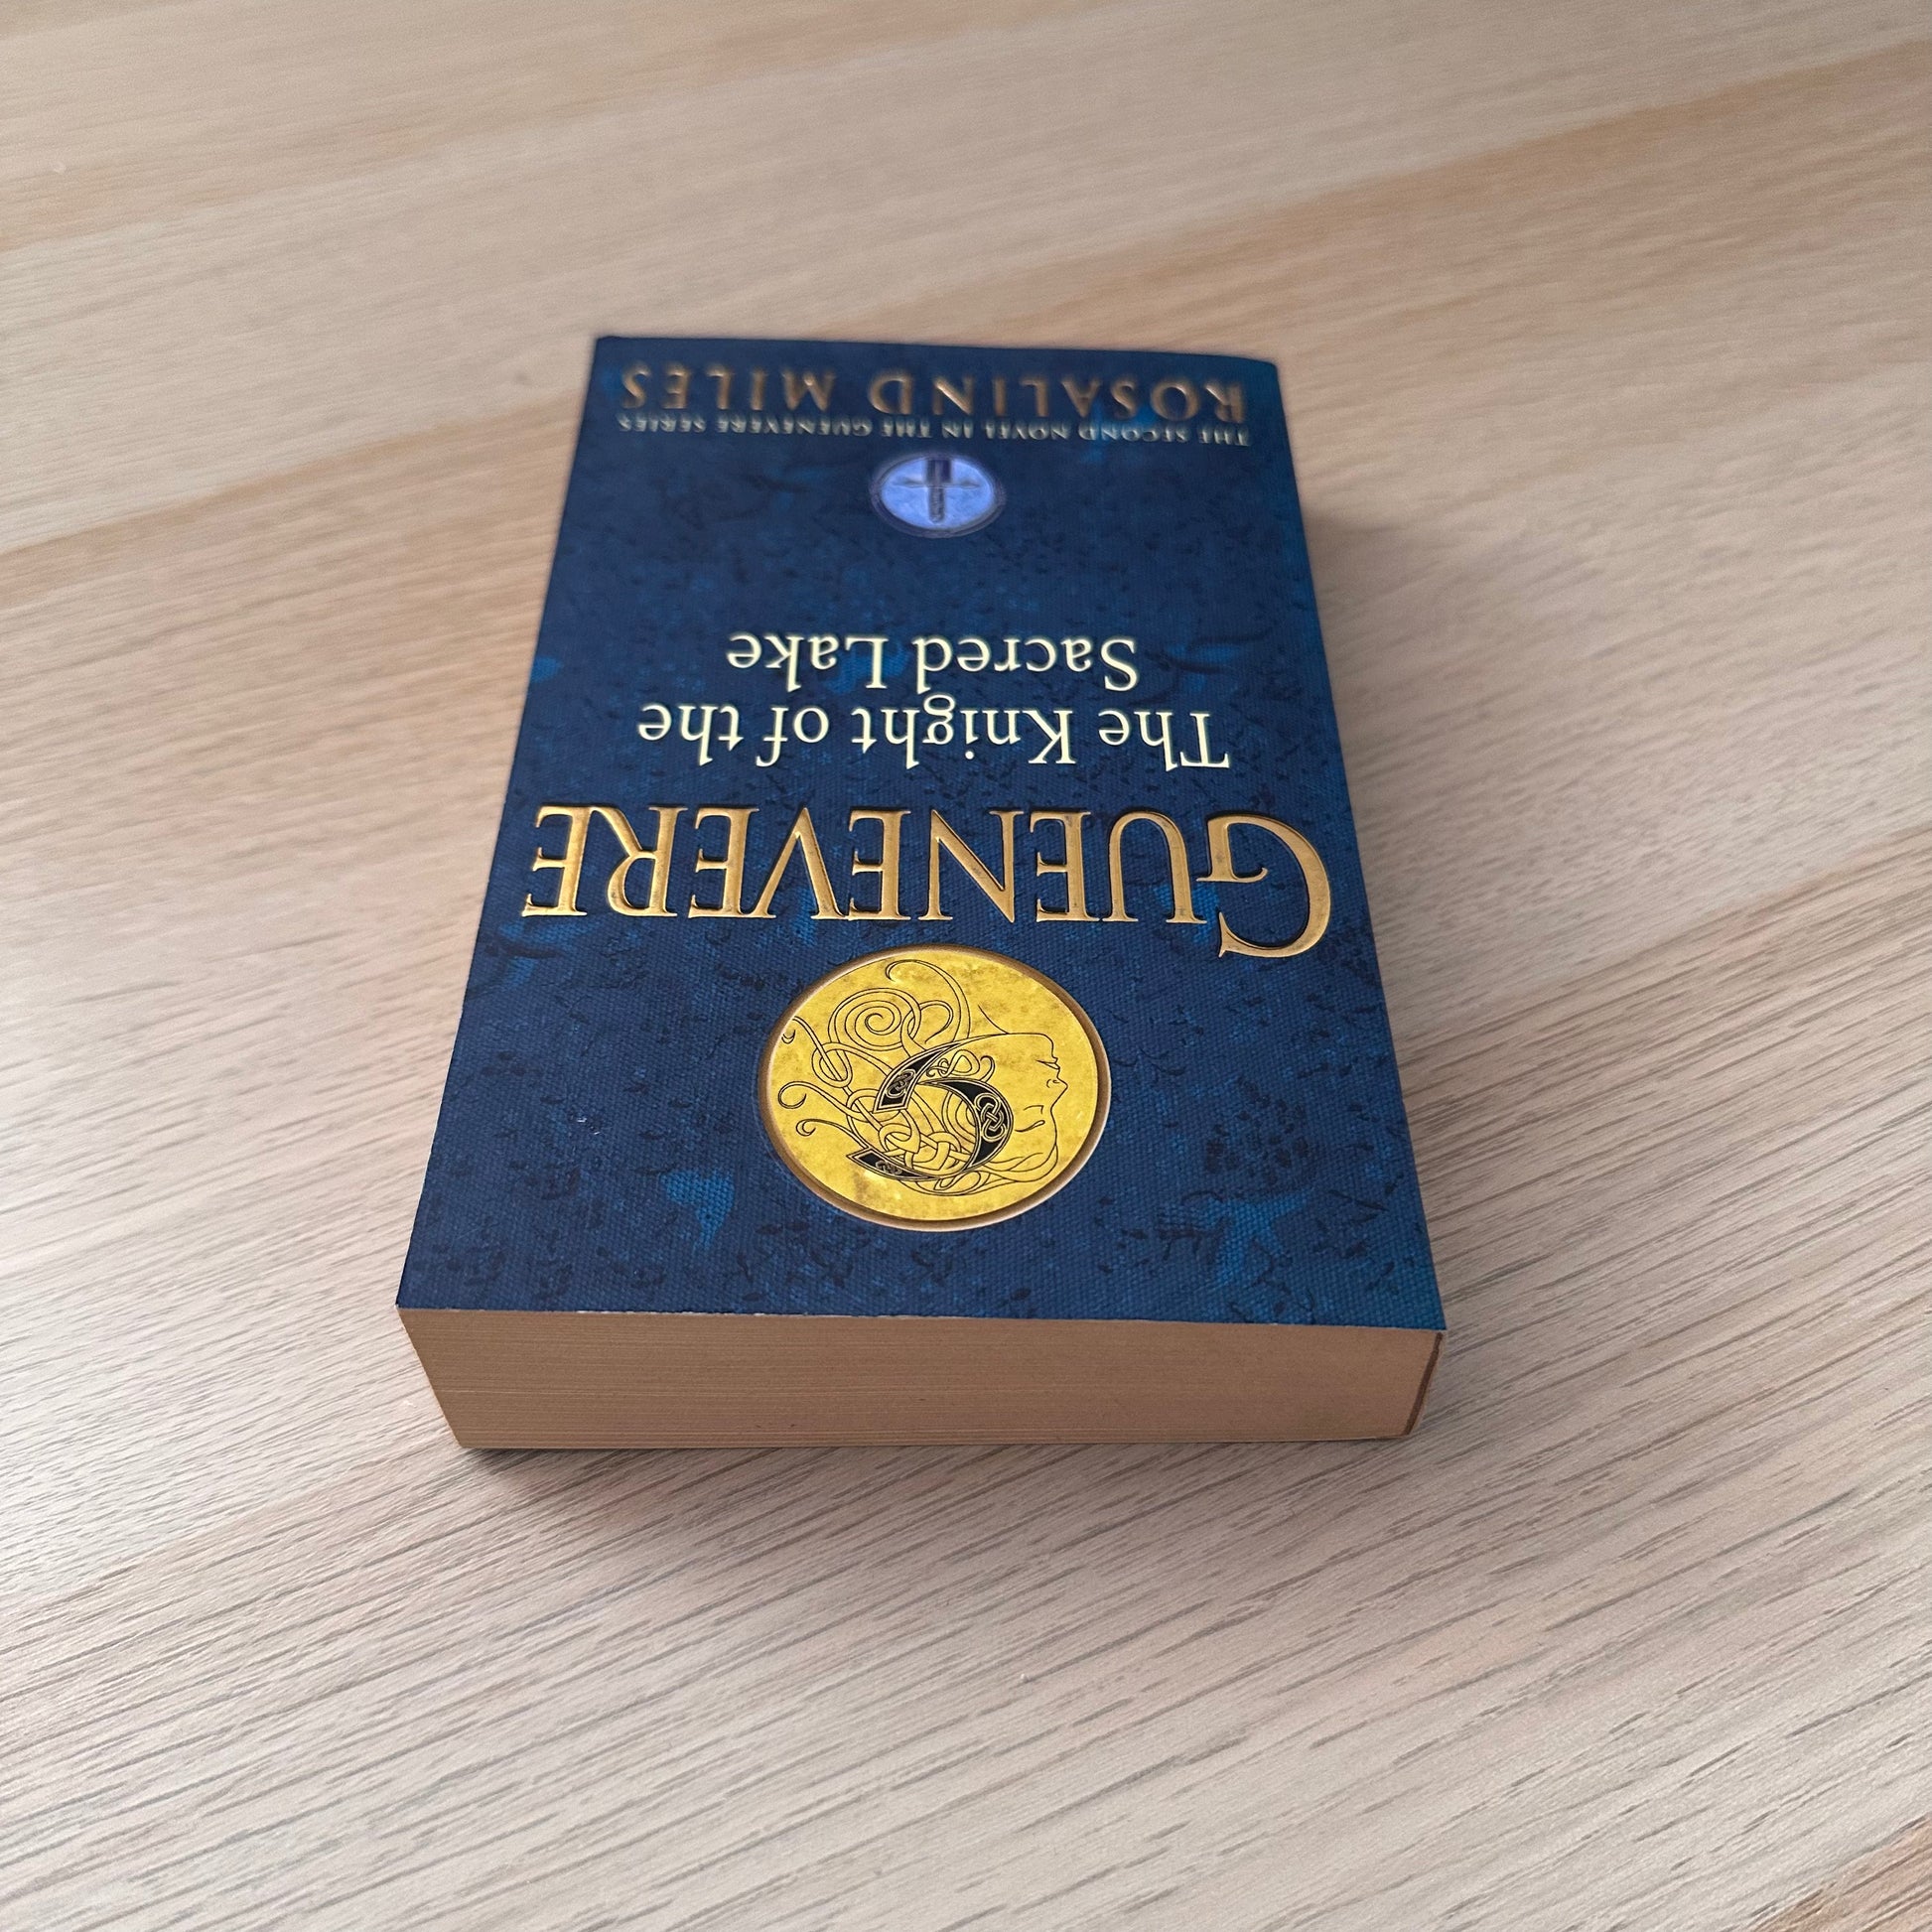 GUENEVERE
The Knight of the
Sacred Lake
THE SECOND NOVEL IN THE GUENEVERE SERIES
ROSALIND MILES